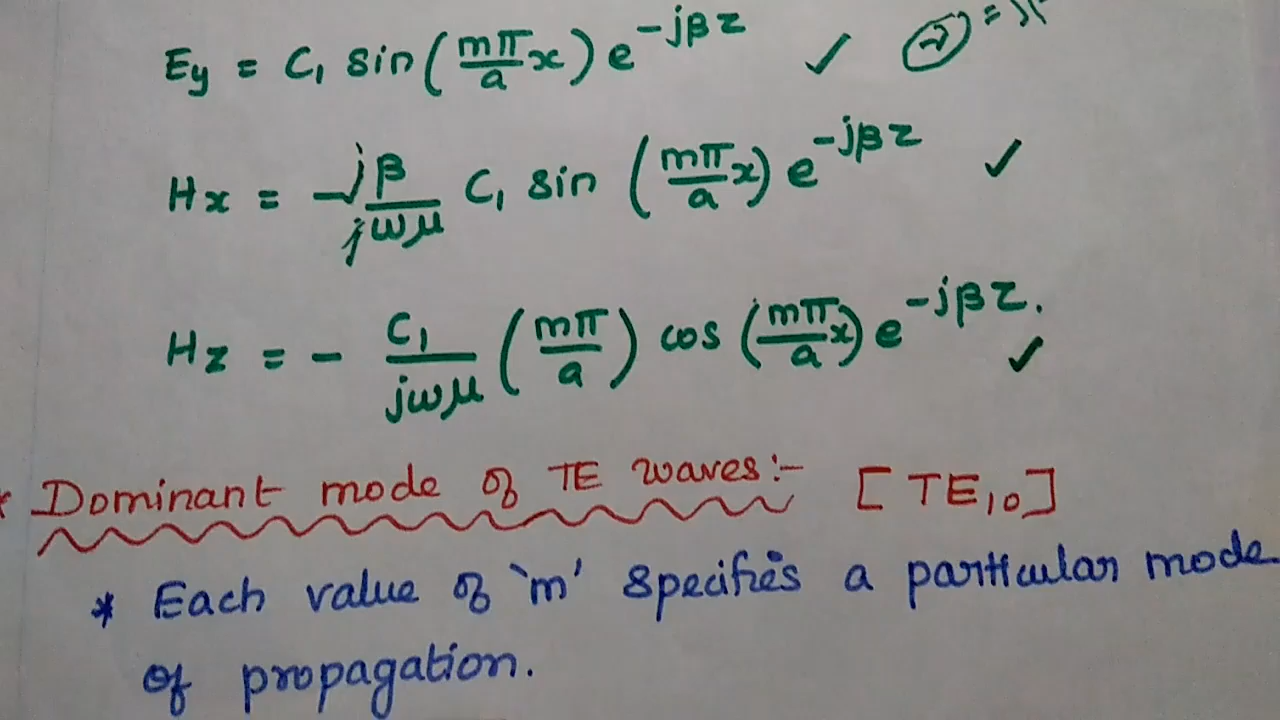 Ey = C₁ sin(mπ/a x) e^-jβz ✓
Hx = -jβ/jωμ C₁ sin (mπ/a x) e^-jβz ✓
Hz = - C₁/jωμ (mπ/a) cos (mπ/a x) e^-jβz. ✓
* Dominant mode of TE waves:- [TE₁₀]
* Each value of `m' specifies a particular mode
of propagation.